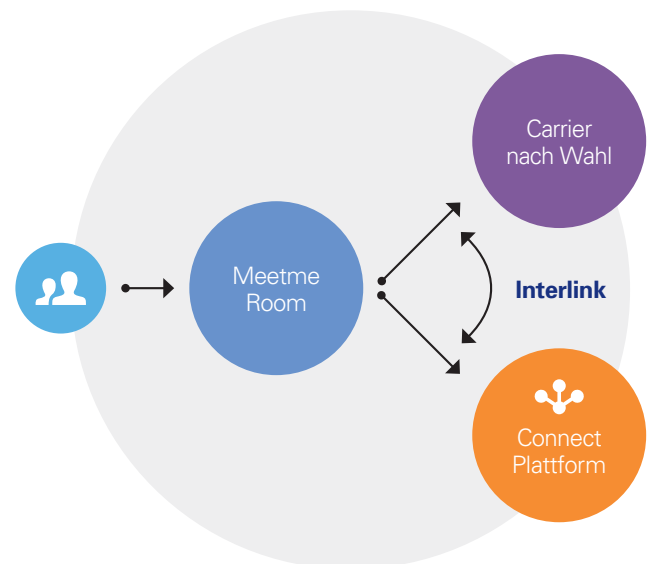 Carrier
nach Wahl
Meetme
Room
Interlink
Connect
Plattform